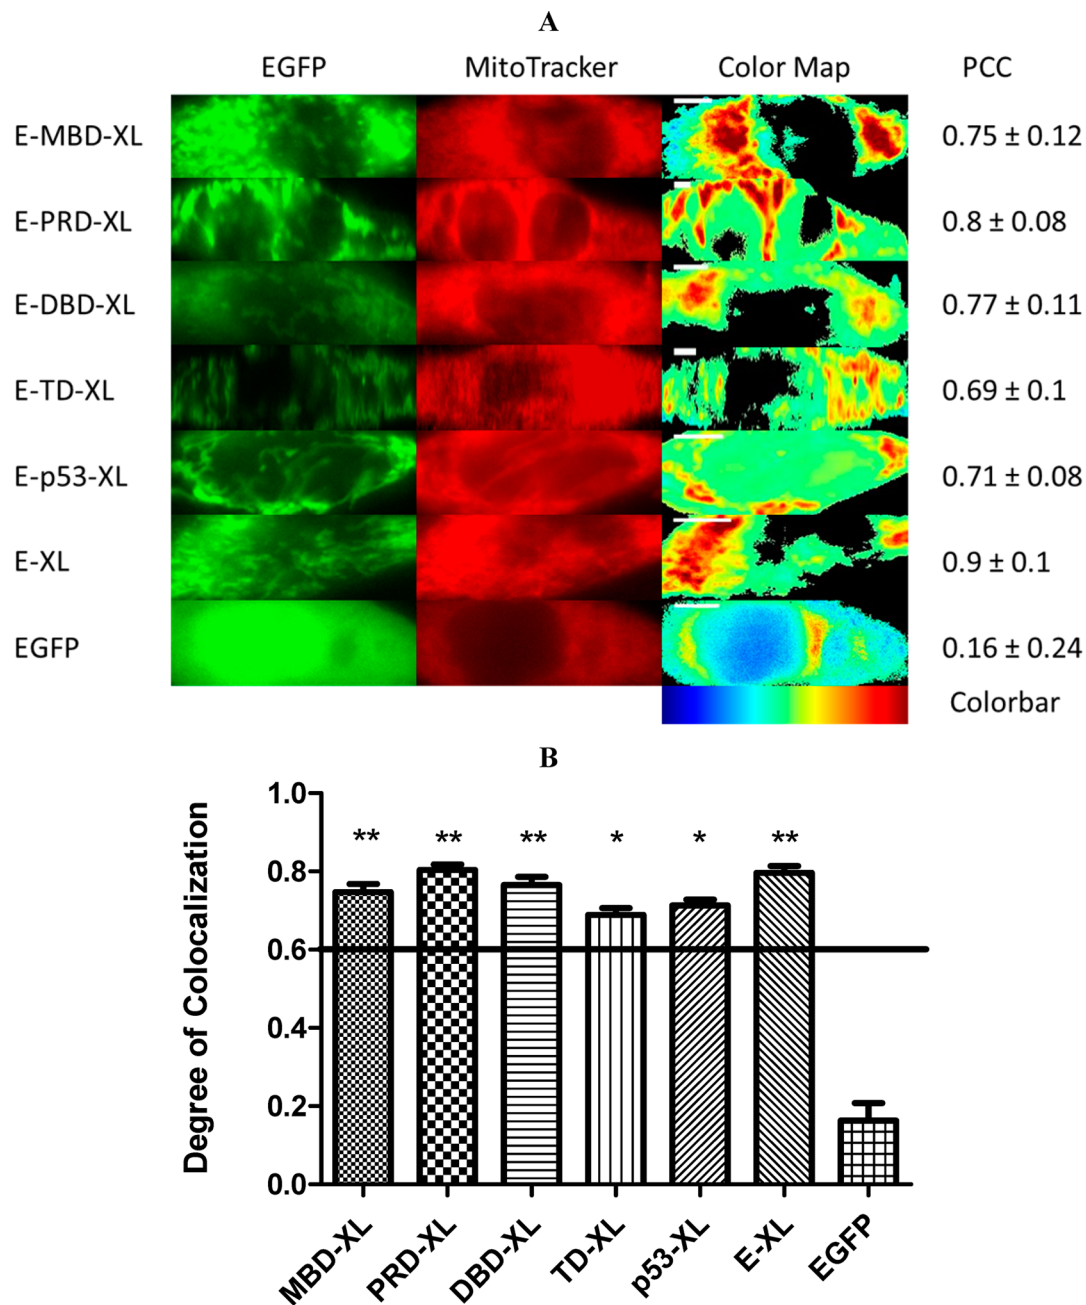 A
EGFP MitoTracker Color Map PCC
E-MBD-XL 0.75 ± 0.12
E-PRD-XL 0.8 ± 0.08
E-DBD-XL 0.77 ± 0.11
E-TD-XL 0.69 ± 0.1
E-p53-XL 0.71 ± 0.08
E-XL 0.9 ± 0.1
EGFP 0.16 ± 0.24
Colorbar
B
Degree of Colocalization
1.0
0.8
0.6
0.4
0.2
0.0
** ** ** * * **
MBD-XL PRD-XL DBD-XL TD-XL p53-XL E-XL EGFP